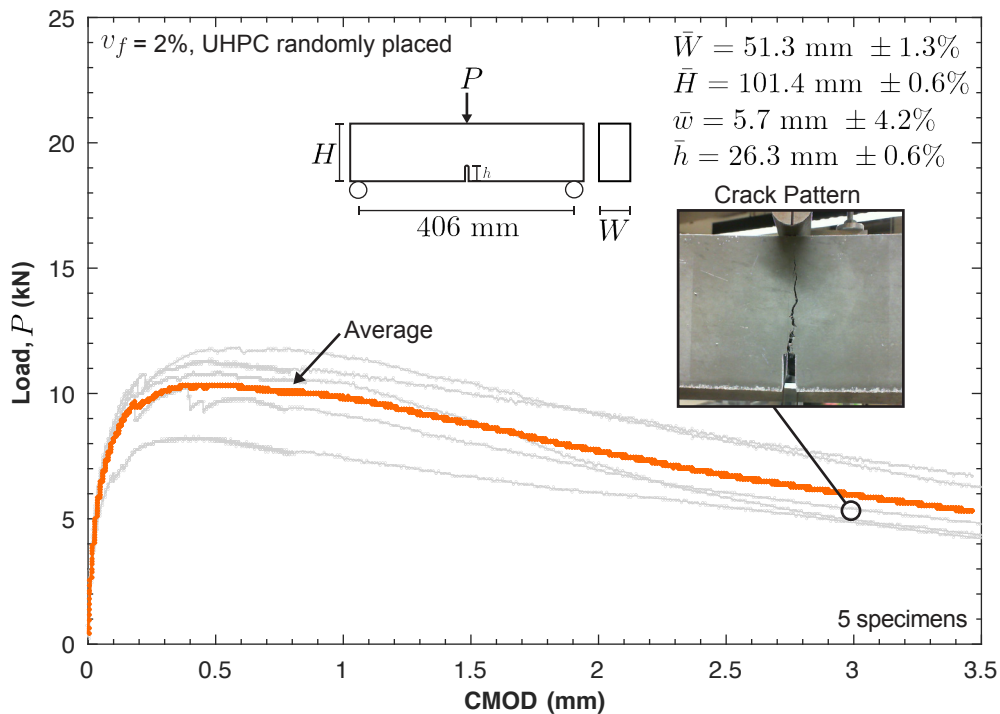 v_f = 2%, UHPC randomly placed
W̄ = 51.3 mm ± 1.3%
H̄ = 101.4 mm ± 0.6%
w̄ = 5.7 mm ± 4.2%
h̄ = 26.3 mm ± 0.6%
P
H
h
406 mm
W
Crack Pattern
Average
5 specimens
Load, P (kN)
25
20
15
10
5
0
0
0.5
1
1.5
2
2.5
3
3.5
CMOD (mm)